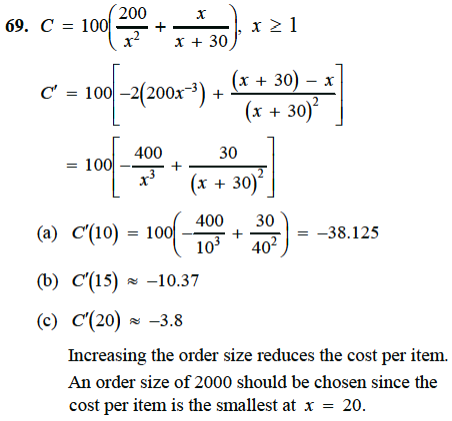 69. C = 100(200/x² + x/(x + 30)), x ≥ 1
C′ = 100[−2(200x⁻³) + ((x + 30) − x)/(x + 30)²]
= 100[−400/x³ + 30/(x + 30)²]
(a) C′(10) = 100(−400/10³ + 30/40²) = −38.125
(b) C′(15) ≈ −10.37
(c) C′(20) ≈ −3.8
Increasing the order size reduces the cost per item.
An order size of 2000 should be chosen since the
cost per item is the smallest at x = 20.